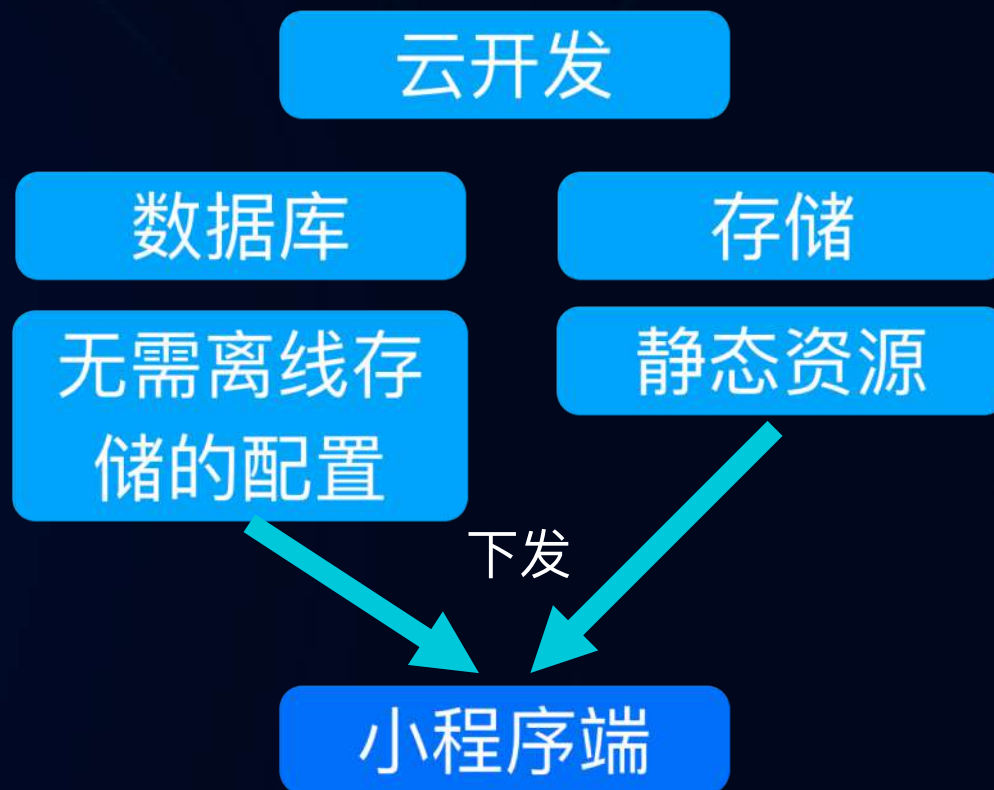 云开发
数据库
存储
无需离线存
储的配置
静态资源
下发
小程序端